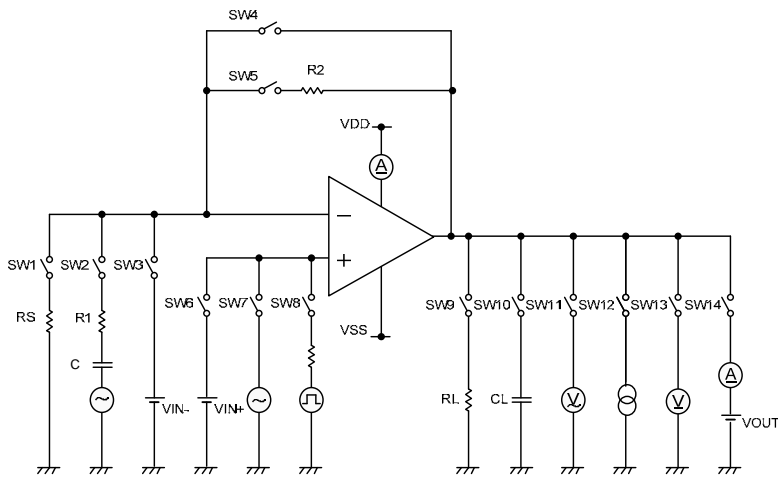 SW4
SW5 R2
VDD
A
SW1 SW2 SW3
SW6 SW7 SW8
SW9 SW10 SW11 SW12 SW13 SW14
RS R1
VSS
C
A
RL CL V V
VIN- VIN+
VOUT